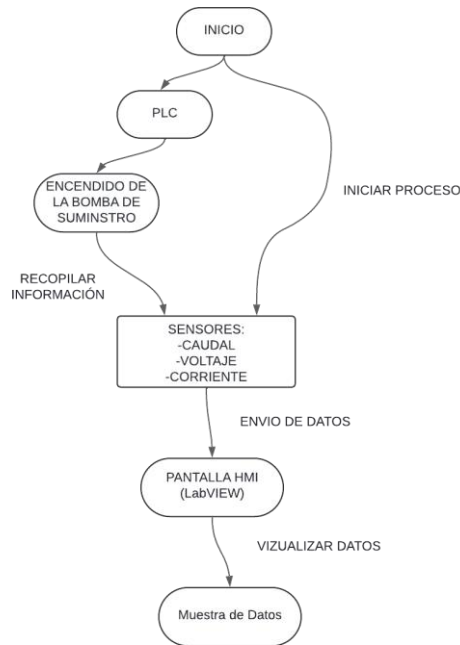 INICIO
PLC
ENCENDIDO DE
LA BOMBA DE
SUMINSTRO
INICIAR PROCESO
RECOPILAR
INFORMACIÓN
SENSORES:
-CAUDAL
-VOLTAJE
-CORRIENTE
ENVIO DE DATOS
PANTALLA HMI
(LabVIEW)
VIZUALIZAR DATOS
Muestra de Datos